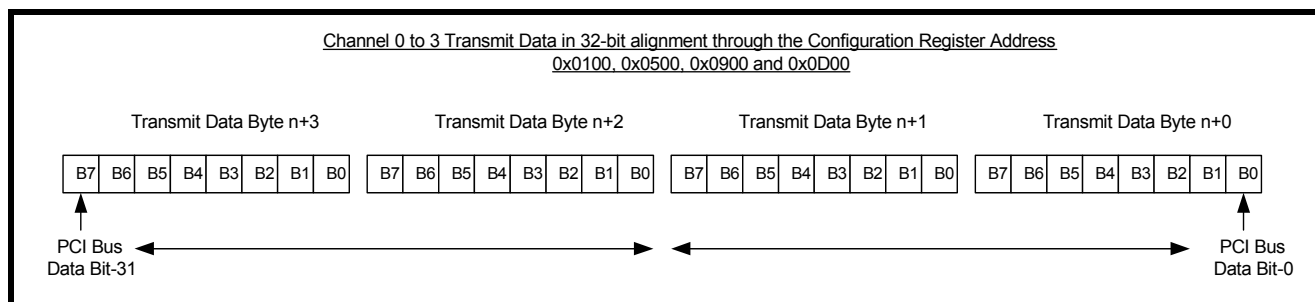 Channel 0 to 3 Transmit Data in 32-bit alignment through the Configuration Register Address
0x0100, 0x0500, 0x0900 and 0x0D00
Transmit Data Byte n+3 Transmit Data Byte n+2 Transmit Data Byte n+1 Transmit Data Byte n+0
B7 B6 B5 B4 B3 B2 B1 B0 B7 B6 B5 B4 B3 B2 B1 B0 B7 B6 B5 B4 B3 B2 B1 B0 B7 B6 B5 B4 B3 B2 B1 B0
PCI Bus PCI Bus
Data Bit-31 Data Bit-0